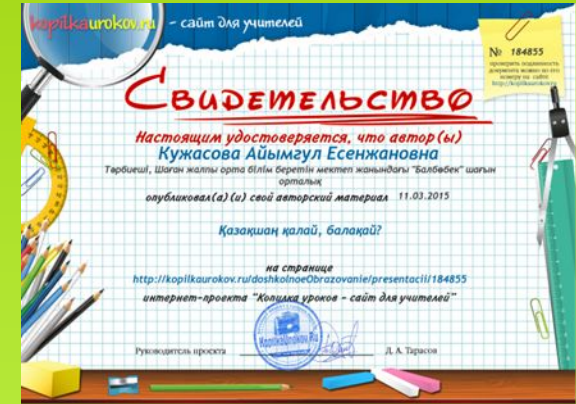 kopilkaurokov.ru – сайт для учителей
№ 184855
проверить подлинность
документа можно по его
номеру на сайте
http://kopilkaurokov.ru
Свидетельство
Настоящим удостоверяется, что автор(ы)
Кужасова Айымгул Есенжановна
Тәрбиеші, Шаған жалпы орта білім беретін мектеп жанындағы "Балбөбек" шағын
орталық
опубликовал(а)(и) свой авторский материал 11.03.2015
Қазақшаң қалай, балақай?
на странице
http://kopilkaurokov.ru/doshkolnoeObrazovanie/presentacii/184855
интернет-проекта "Копилка уроков – сайт для учителей"
KopilkaUrokov.Ru
Руководитель проекта Д. А. Тарасов